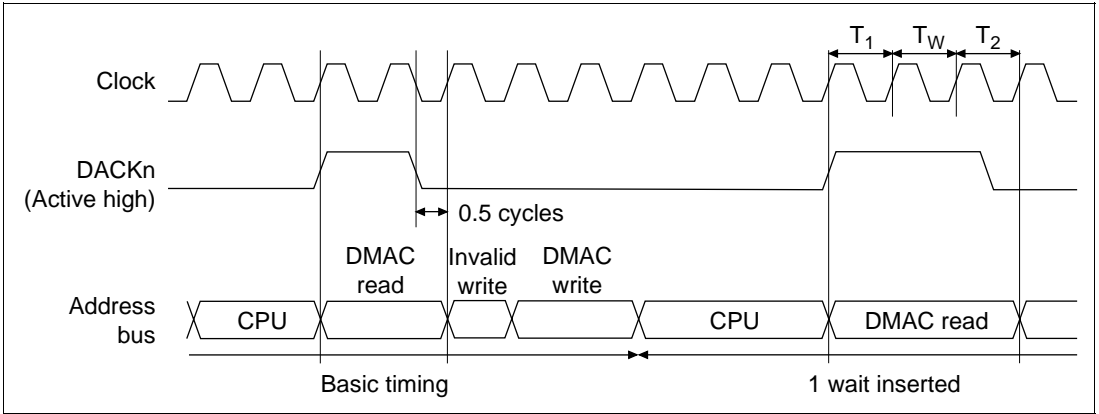 T1 TW T2
Clock
DACKn
(Active high)
0.5 cycles
DMAC read
Invalid write
DMAC write
Address bus
CPU
CPU
DMAC read
Basic timing
1 wait inserted